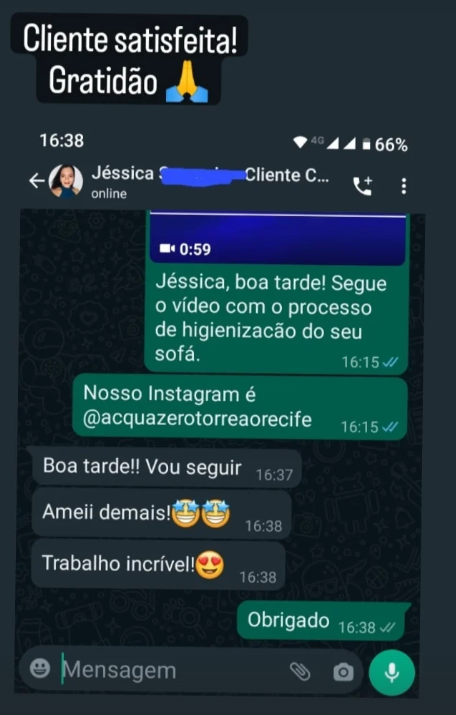 Cliente satisfeita!
Gratidão 🙏
16:38
4G 66%
Jéssica Cliente C...
online
0:59
Jéssica, boa tarde! Segue
o vídeo com o processo
de higienizacão do seu
sofá.
16:15
Nosso Instagram é
@acquazerotorreaorecife
16:15
Boa tarde!! Vou seguir 16:37
Ameii demais!🤩🤩 16:38
Trabalho incrível!😍 16:38
Obrigado 16:38
Mensagem